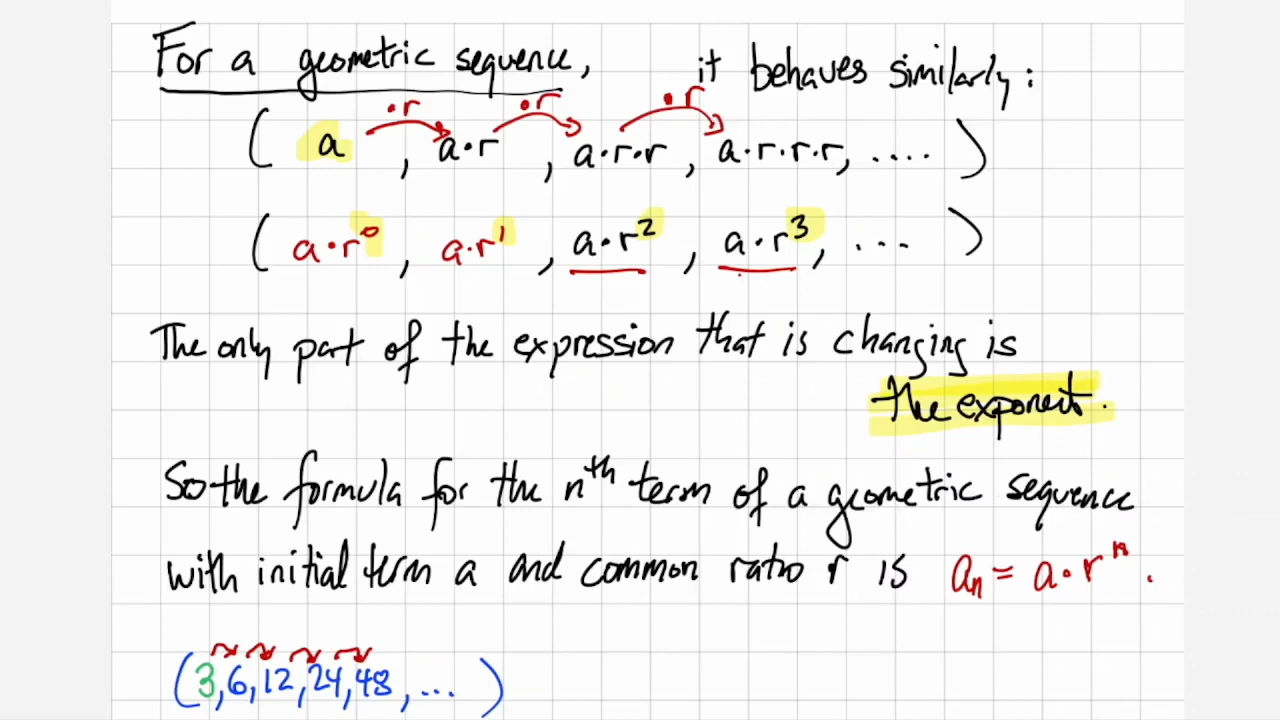 For a geometric sequence, it behaves similarly:
·r ·r ·r
( a , a·r , a·r·r , a·r·r·r, .... )
( a·r⁰ , a·r¹ , a·r² , a·r³ , ... )
The only part of the expression that is changing is
the exponent.
So the formula for the nᵗʰ term of a geometric sequence
with initial term a and common ratio r is aₙ = a·rⁿ.
(3,6,12,24,48, ... )